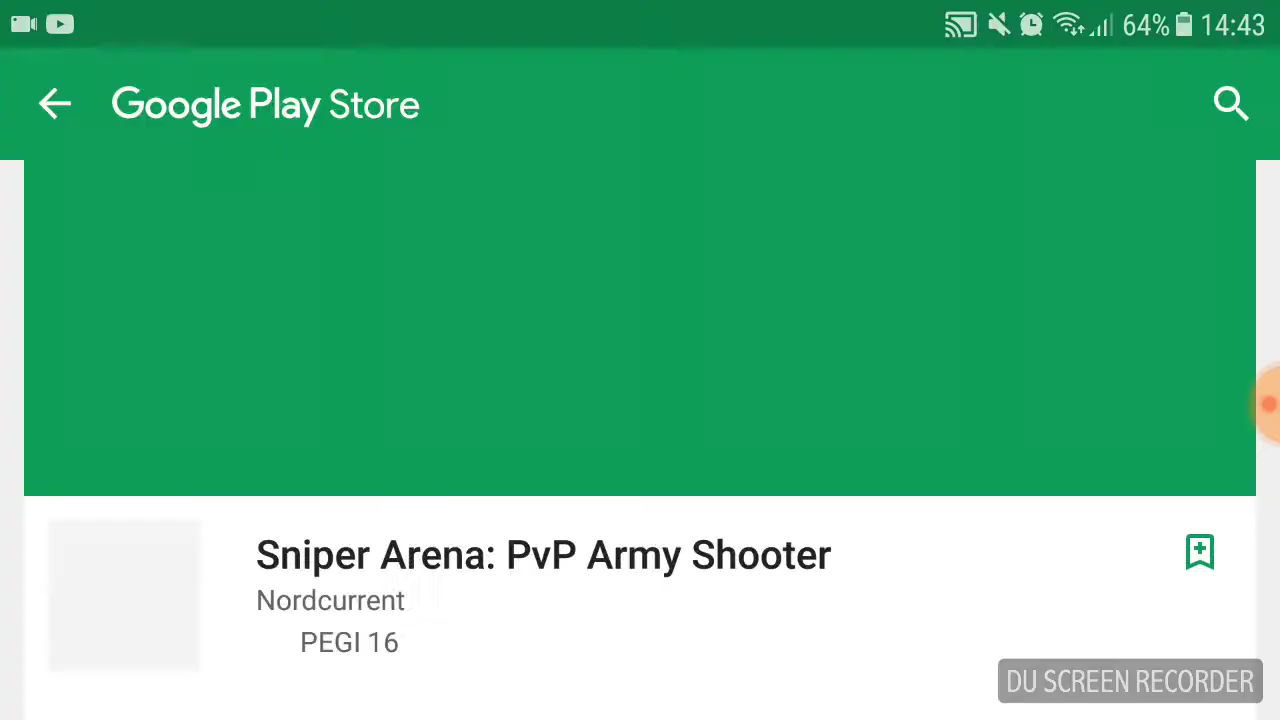 64% 14:43
Google Play Store
Sniper Arena: PvP Army Shooter
Nordcurrent
PEGI 16
DU SCREEN RECORDER